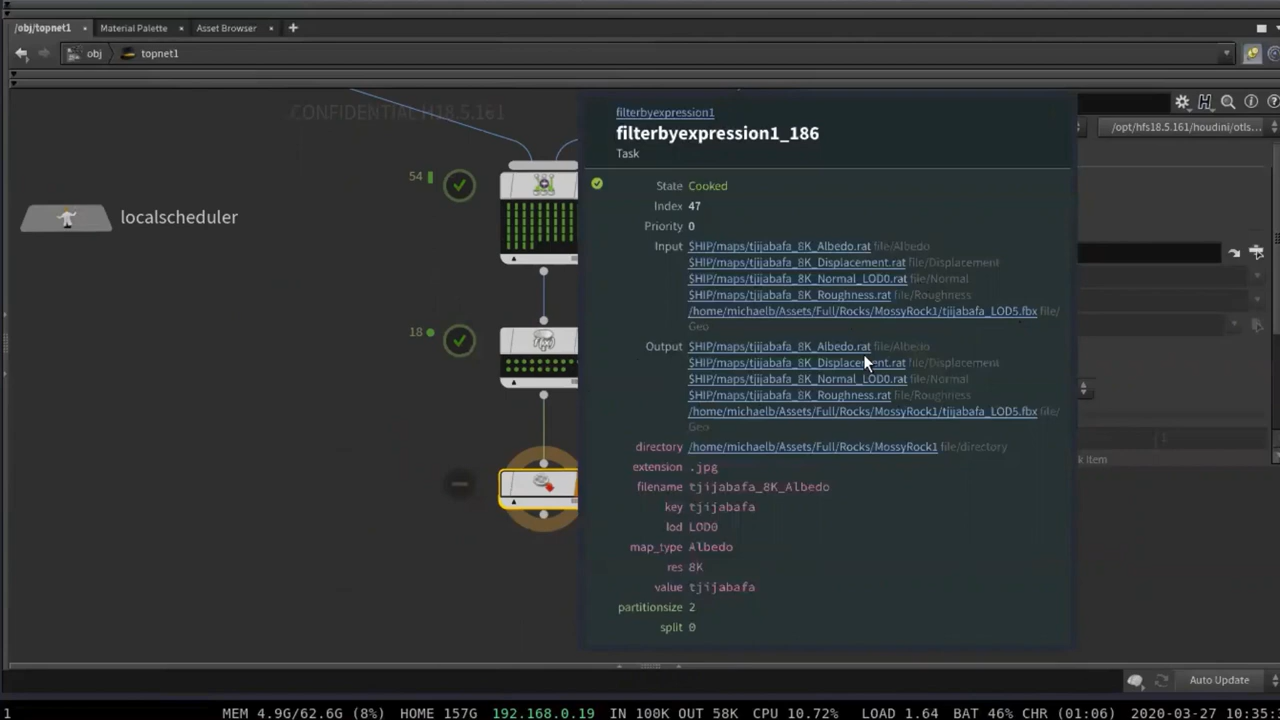 /obj/topnet1 × Material Palette × Asset Browser × +
obj topnet1
CONFIDENTIAL H18.5.161
/opt/hfs18.5.161/houdini/otls...
filterbyexpression1
filterbyexpression1_186
Task
54
localscheduler
18
State Cooked
Index 47
Priority 0
Input $HIP/maps/tjijabafa_8K_Albedo.rat file/Albedo
$HIP/maps/tjijabafa_8K_Displacement.rat file/Displacement
$HIP/maps/tjijabafa_8K_Normal_LOD0.rat file/Normal
$HIP/maps/tjijabafa_8K_Roughness.rat file/Roughness
/home/michaelb/Assets/Full/Rocks/MossyRock1/tjijabafa_LOD5.fbx file/
Geo
Output $HIP/maps/tjijabafa_8K_Albedo.rat file/Albedo
$HIP/maps/tjijabafa_8K_Displacement.rat file/Displacement
$HIP/maps/tjijabafa_8K_Normal_LOD0.rat file/Normal
$HIP/maps/tjijabafa_8K_Roughness.rat file/Roughness
/home/michaelb/Assets/Full/Rocks/MossyRock1/tjijabafa_LOD5.fbx file/
Geo
directory /home/michaelb/Assets/Full/Rocks/MossyRock1 file/directory
extension .jpg
filename tjijabafa_8K_Albedo
key tjijabafa
lod LOD0
map_type Albedo
res 8K
value tjijabafa
partitionsize 2
split 0
k Item
Auto Update
1 MEM 4.9G/62.6G (8%) HOME 157G 192.168.0.19 IN 100K OUT 58K CPU 10.72% LOAD 1.64 BAT 46% CHR (01:06) 2020-03-27 10:35: